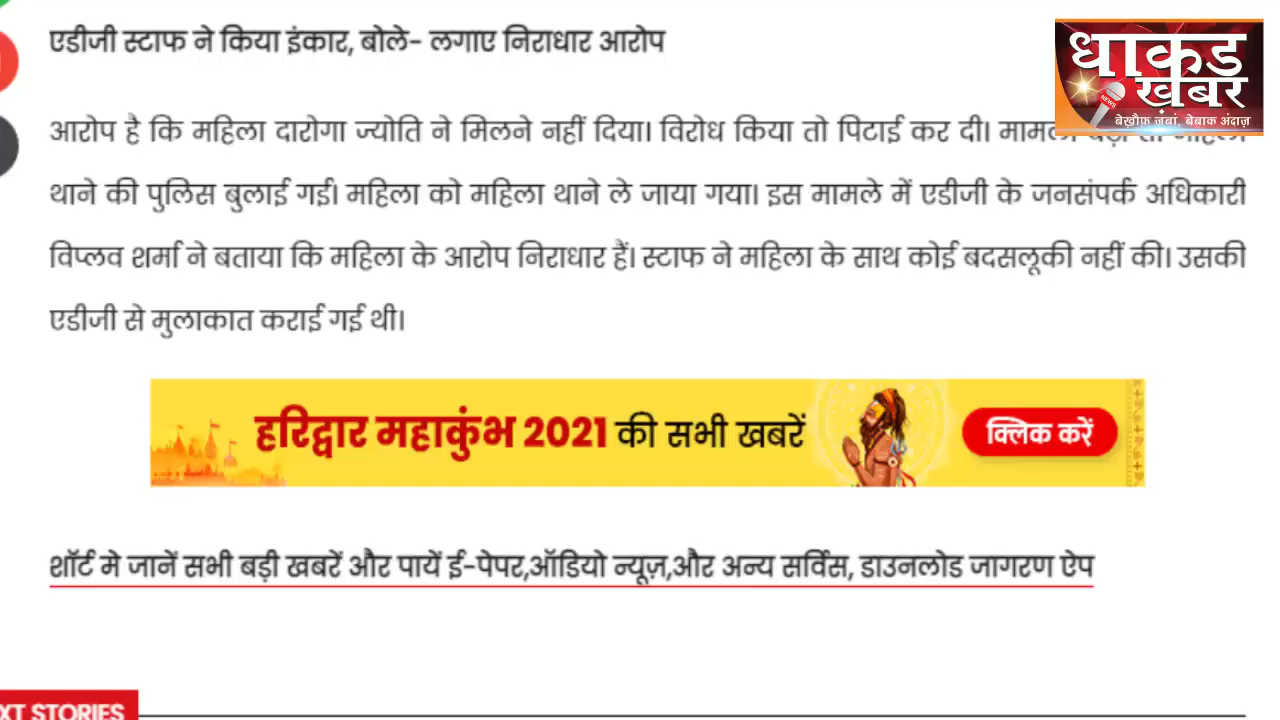 एडीजी स्टाफ ने किया इंकार, बोले- लगाए निराधार आरोप
धाकड़
खबर
NEWS
बेख़ौफ़ जुबां, बेबाक अंदाज़
आरोप है कि महिला दारोगा ज्योति ने मिलने नहीं दिया। विरोध किया तो पिटाई कर दी।
थाने की पुलिस बुलाई गई। महिला को महिला थाने ले जाया गया। इस मामले में एडीजी के जनसंपर्क अधिकारी
विप्लव शर्मा ने बताया कि महिला के आरोप निराधार हैं। स्टाफ ने महिला के साथ कोई बदसलूकी नहीं की। उसकी
एडीजी से मुलाकात कराई गई थी।
हरिद्वार महाकुंभ 2021 की सभी खबरें
क्लिक करें
शॉर्ट मे जानें सभी बड़ी खबरें और पायें ई-पेपर,ऑडियो न्यूज़,और अन्य सर्विस, डाउनलोड जागरण ऐप
XT STORIES